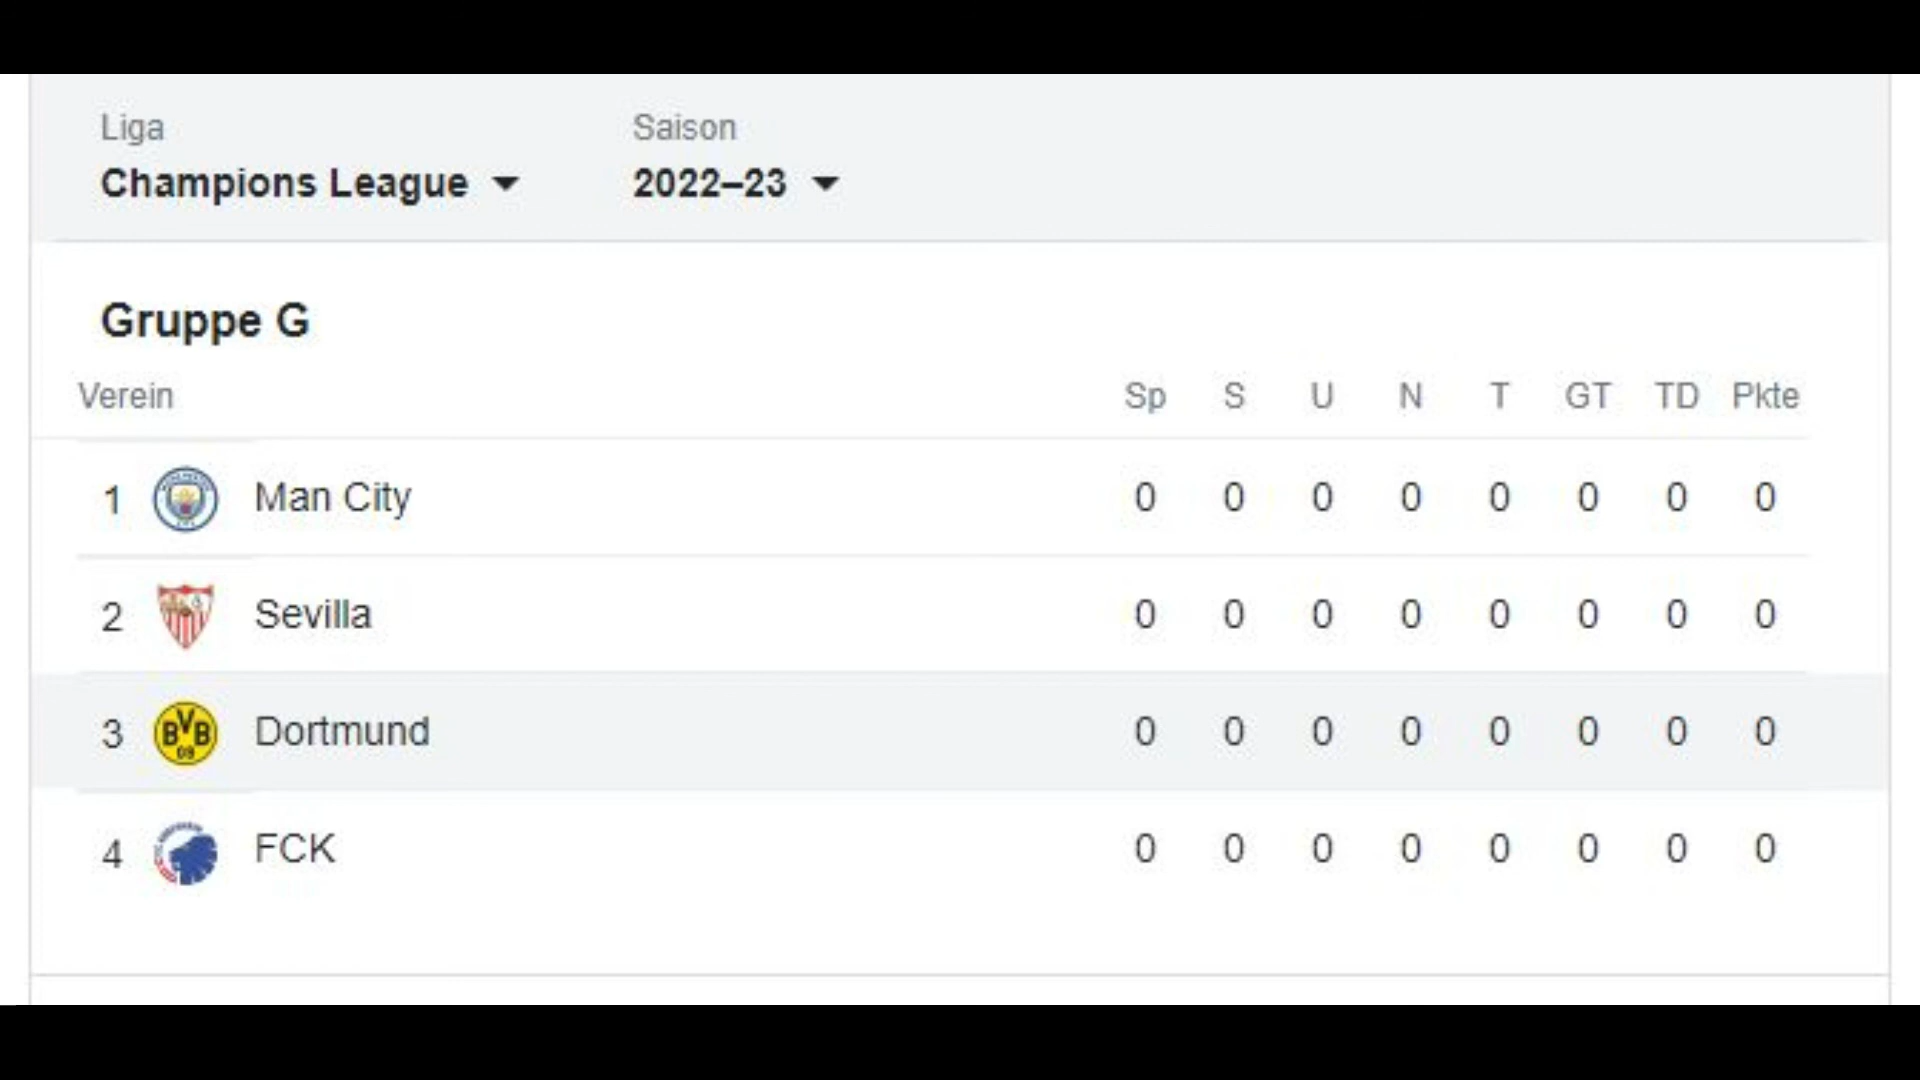 Liga Saison
Champions League 2022–23
Gruppe G
Verein Sp S U N T GT TD Pkte
1 Man City 0 0 0 0 0 0 0 0
2 Sevilla 0 0 0 0 0 0 0 0
3 BVB 09 Dortmund 0 0 0 0 0 0 0 0
4 FCK 0 0 0 0 0 0 0 0